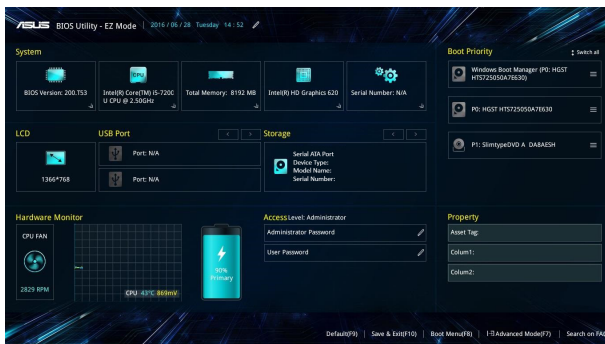 ASUS BIOS Utility - EZ Mode 2016 / 06 / 28 Tuesday 14 : 52
System
CPU
BIOS Version: 200.T53
Intel(R) Core(TM) i5-7200
U CPU @ 2.50GHz
Total Memory: 8192 MB
Intel(R) HD Graphics 620
Serial Number: N/A
Boot Priority
Switch all
Windows Boot Manager (P0: HGST
HTS725050A7E630)
P0: HGST HTS725050A7E630
P1: SlimtypeDVD A DA8AESH
LCD
1366*768
USB Port
Port: N/A
Port: N/A
Storage
Serial ATA Port
Device Type:
Model Name:
Serial Number:
Hardware Monitor
CPU FAN
2829 RPM
CPU 43°C 869mV
90%
Primary
Access Level: Administrator
Administrator Password
User Password
Property
Asset Tag:
Colum1:
Colum2:
Default(F9) | Save & Exit(F10) | Boot Menu(F8) | Advanced Mode(F7) | Search on FAQ